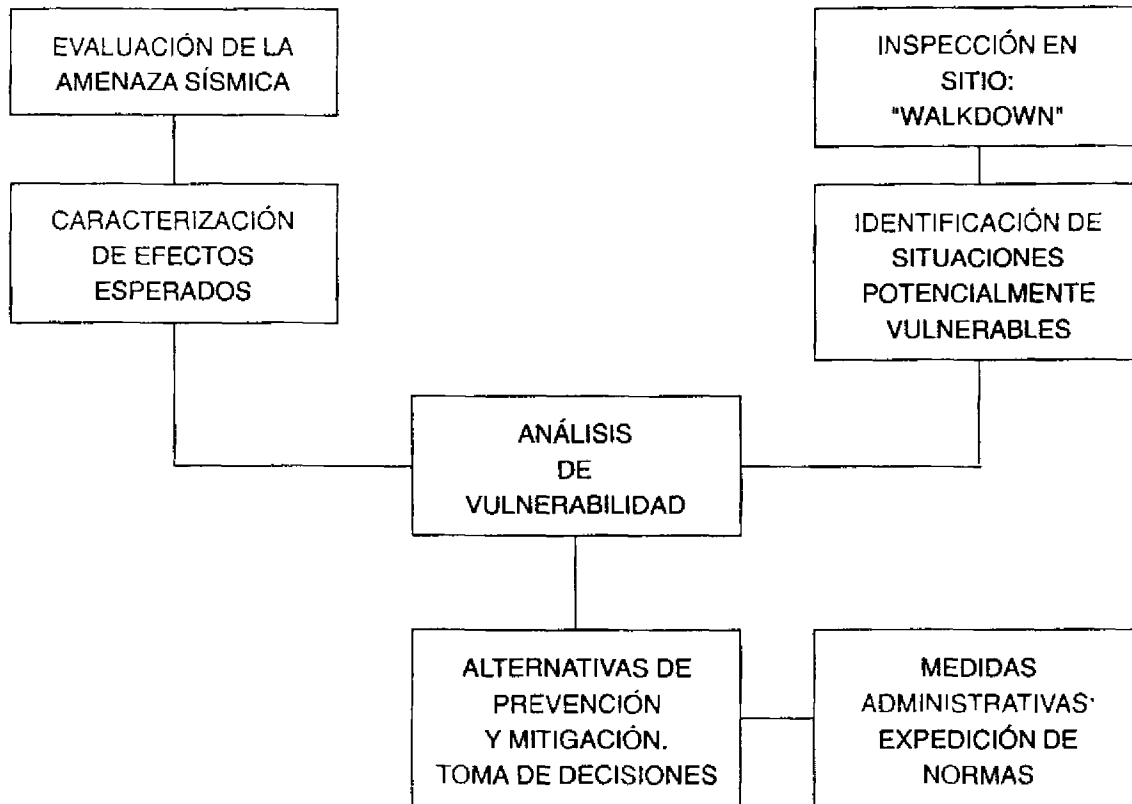 EVALUACIÓN DE LA
AMENAZA SÍSMICA
INSPECCIÓN EN
SITIO:
"WALKDOWN"
CARACTERIZACIÓN
DE EFECTOS
ESPERADOS
IDENTIFICACIÓN DE
SITUACIONES
POTENCIALMENTE
VULNERABLES
ANÁLISIS
DE
VULNERABILIDAD
ALTERNATIVAS DE
PREVENCIÓN
Y MITIGACIÓN.
TOMA DE DECISIONES
MEDIDAS
ADMINISTRATIVAS:
EXPEDICIÓN DE
NORMAS